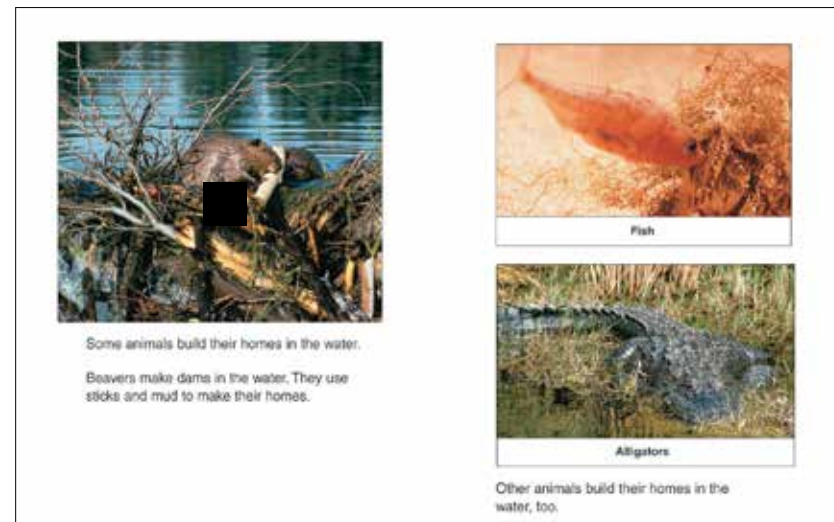 Some animals build their homes in the water.
Beavers make dams in the water. They use
sticks and mud to make their homes.
Fish
Alligators
Other animals build their homes in the
water, too.